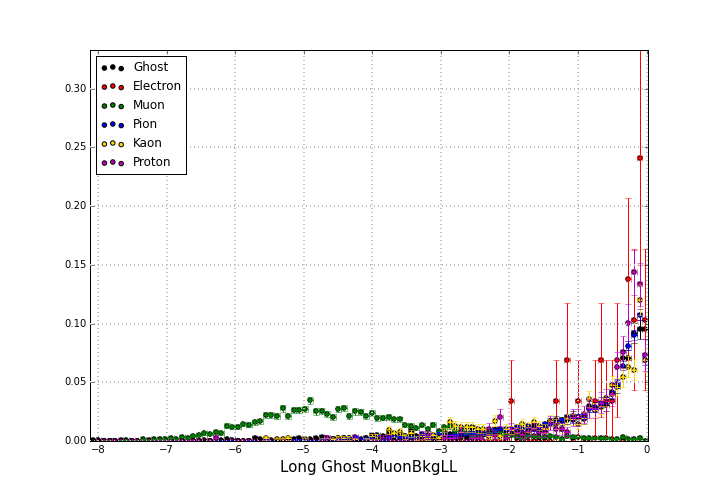 0.30
0.25
0.20
0.15
0.10
0.05
0.00
Ghost
Electron
Muon
Pion
Kaon
Proton
−8 −7 −6 −5 −4 −3 −2 −1 0
Long Ghost MuonBkgLL